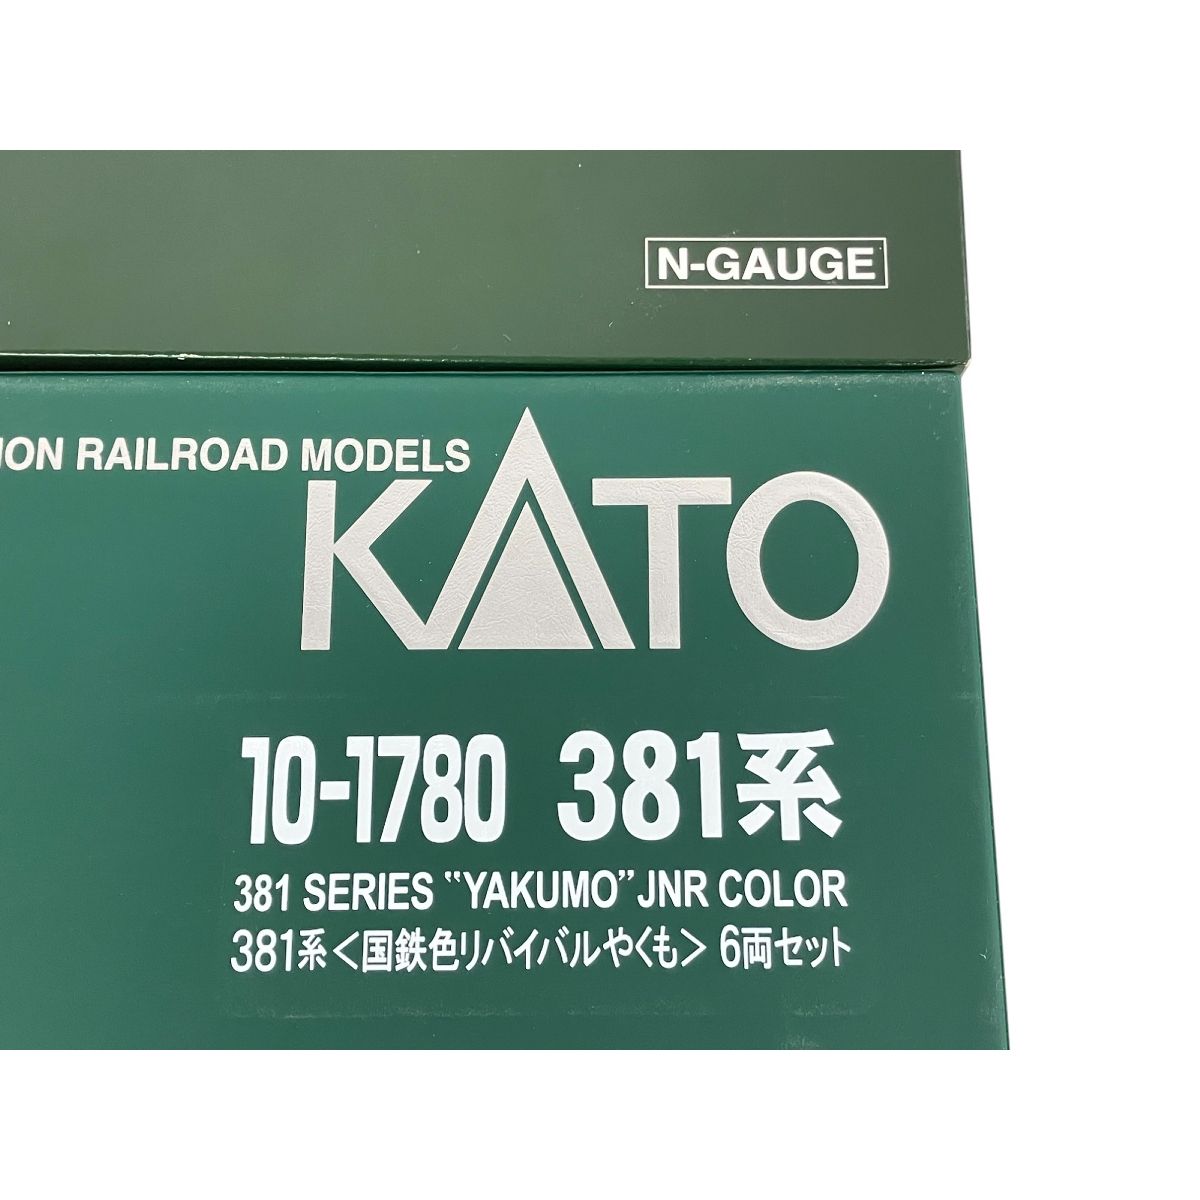 N-GAUGE
RAILROAD MODELS
KATO
10-1780 381系
381 SERIES "YAKUMO" JNR COLOR
381系<国鉄色リバイバルやくも> 6両セット